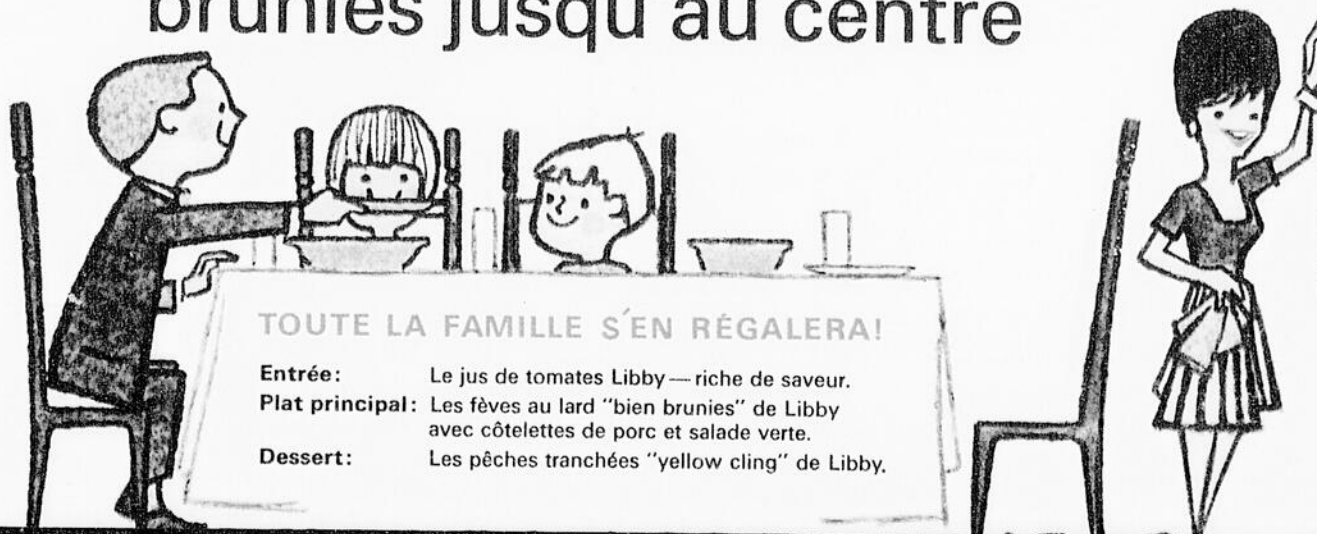 brunies jusqu'au centre
TOUTE LA FAMILLE S'EN RÉGALERA!
Entrée: Le jus de tomates Libby—riche de saveur.
Plat principal: Les fèves au lard "bien brunies" de Libby
avec côtelettes de porc et salade verte.
Dessert: Les pêches tranchées "yellow cling" de Libby.